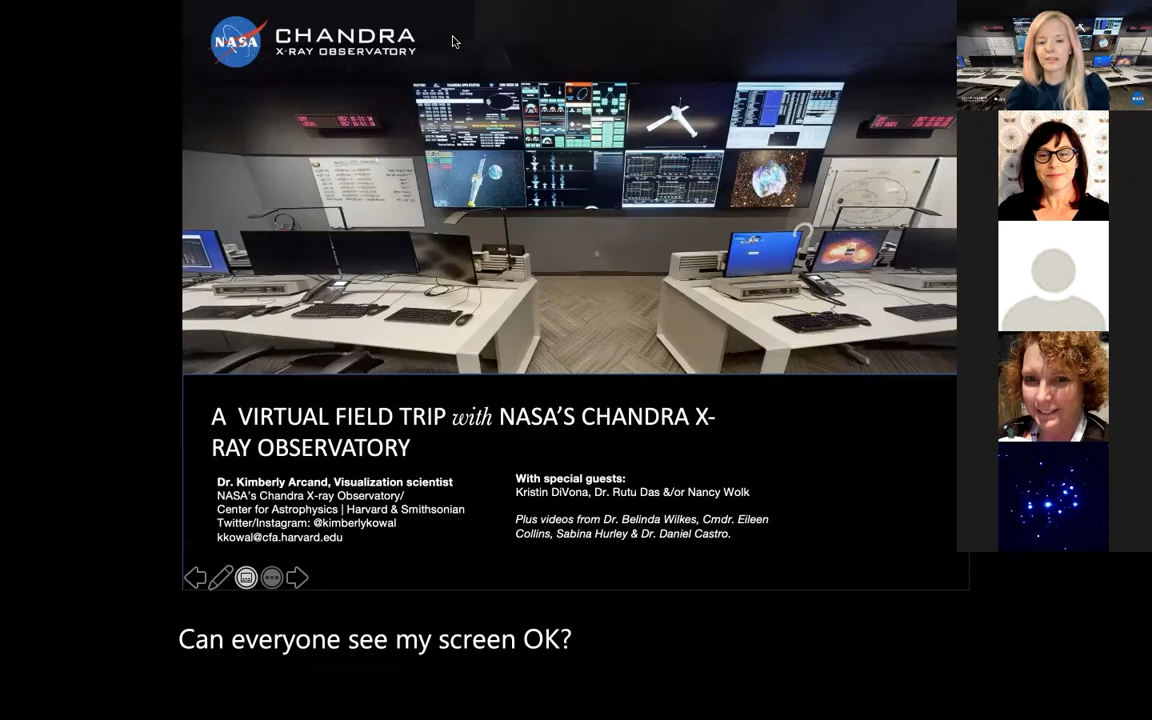 NASA
CHANDRA
X-RAY OBSERVATORY
A VIRTUAL FIELD TRIP with NASA'S CHANDRA X-
RAY OBSERVATORY
Dr. Kimberly Arcand, Visualization scientist
NASA's Chandra X-ray Observatory/
Center for Astrophysics | Harvard & Smithsonian
Twitter/Instagram: @kimberlykowal
kkowal@cfa.harvard.edu
With special guests:
Kristin DiVona, Dr. Rutu Das &/or Nancy Wolk
Plus videos from Dr. Belinda Wilkes, Cmdr. Eileen
Collins, Sabina Hurley & Dr. Daniel Castro.
Can everyone see my screen OK?